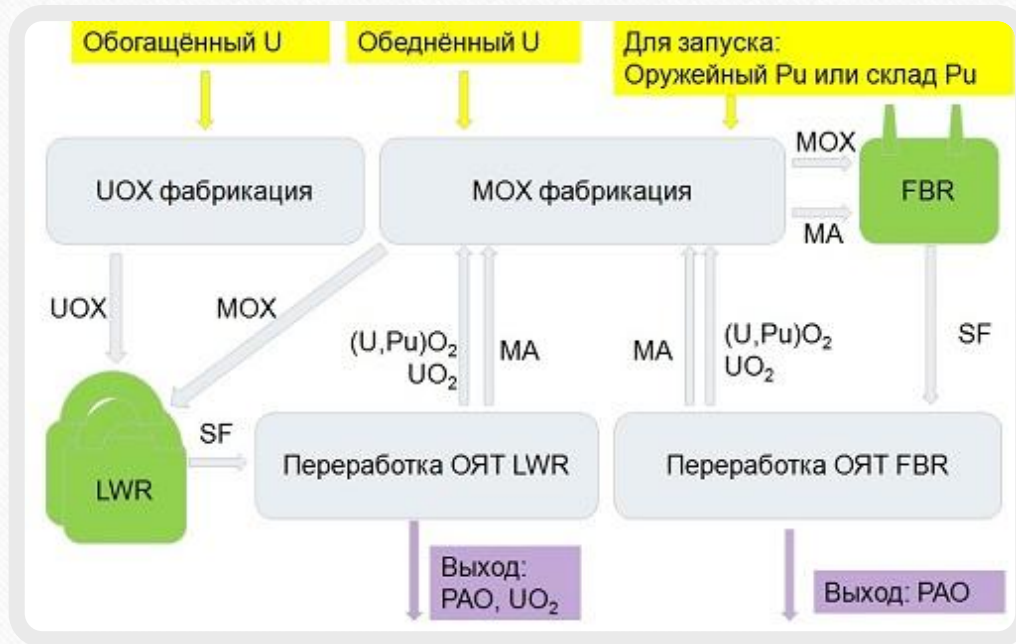 Обогащённый U
Обеднённый U
Для запуска:
Оружейный Pu или склад Pu
UOX фабрикация
MOX фабрикация
MOX
MA
FBR
UOX
MOX
(U,Pu)O₂
UO₂
MA
MA
(U,Pu)O₂
UO₂
SF
LWR
SF
Переработка ОЯТ LWR
Переработка ОЯТ FBR
Выход:
РАО, UO₂
Выход: РАО